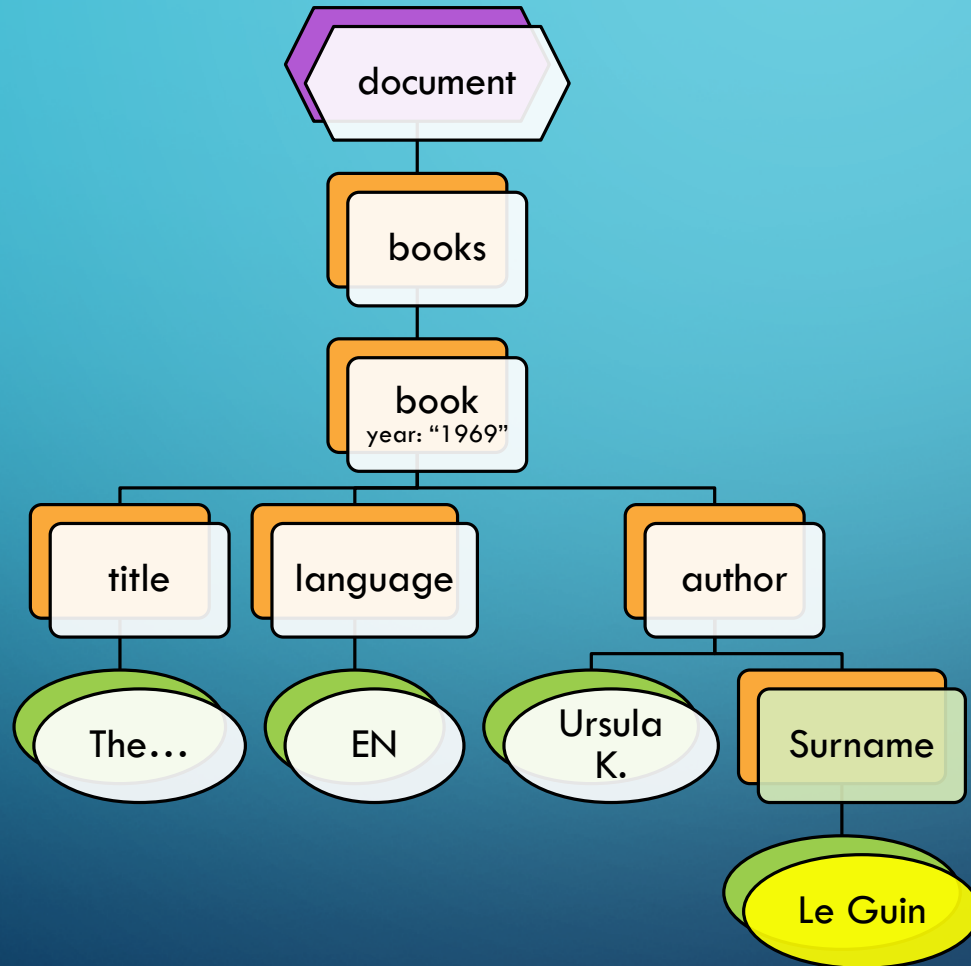 document
books
book
year: “1969”
title
language
author
The…
EN
Ursula
K.
Surname
Le Guin